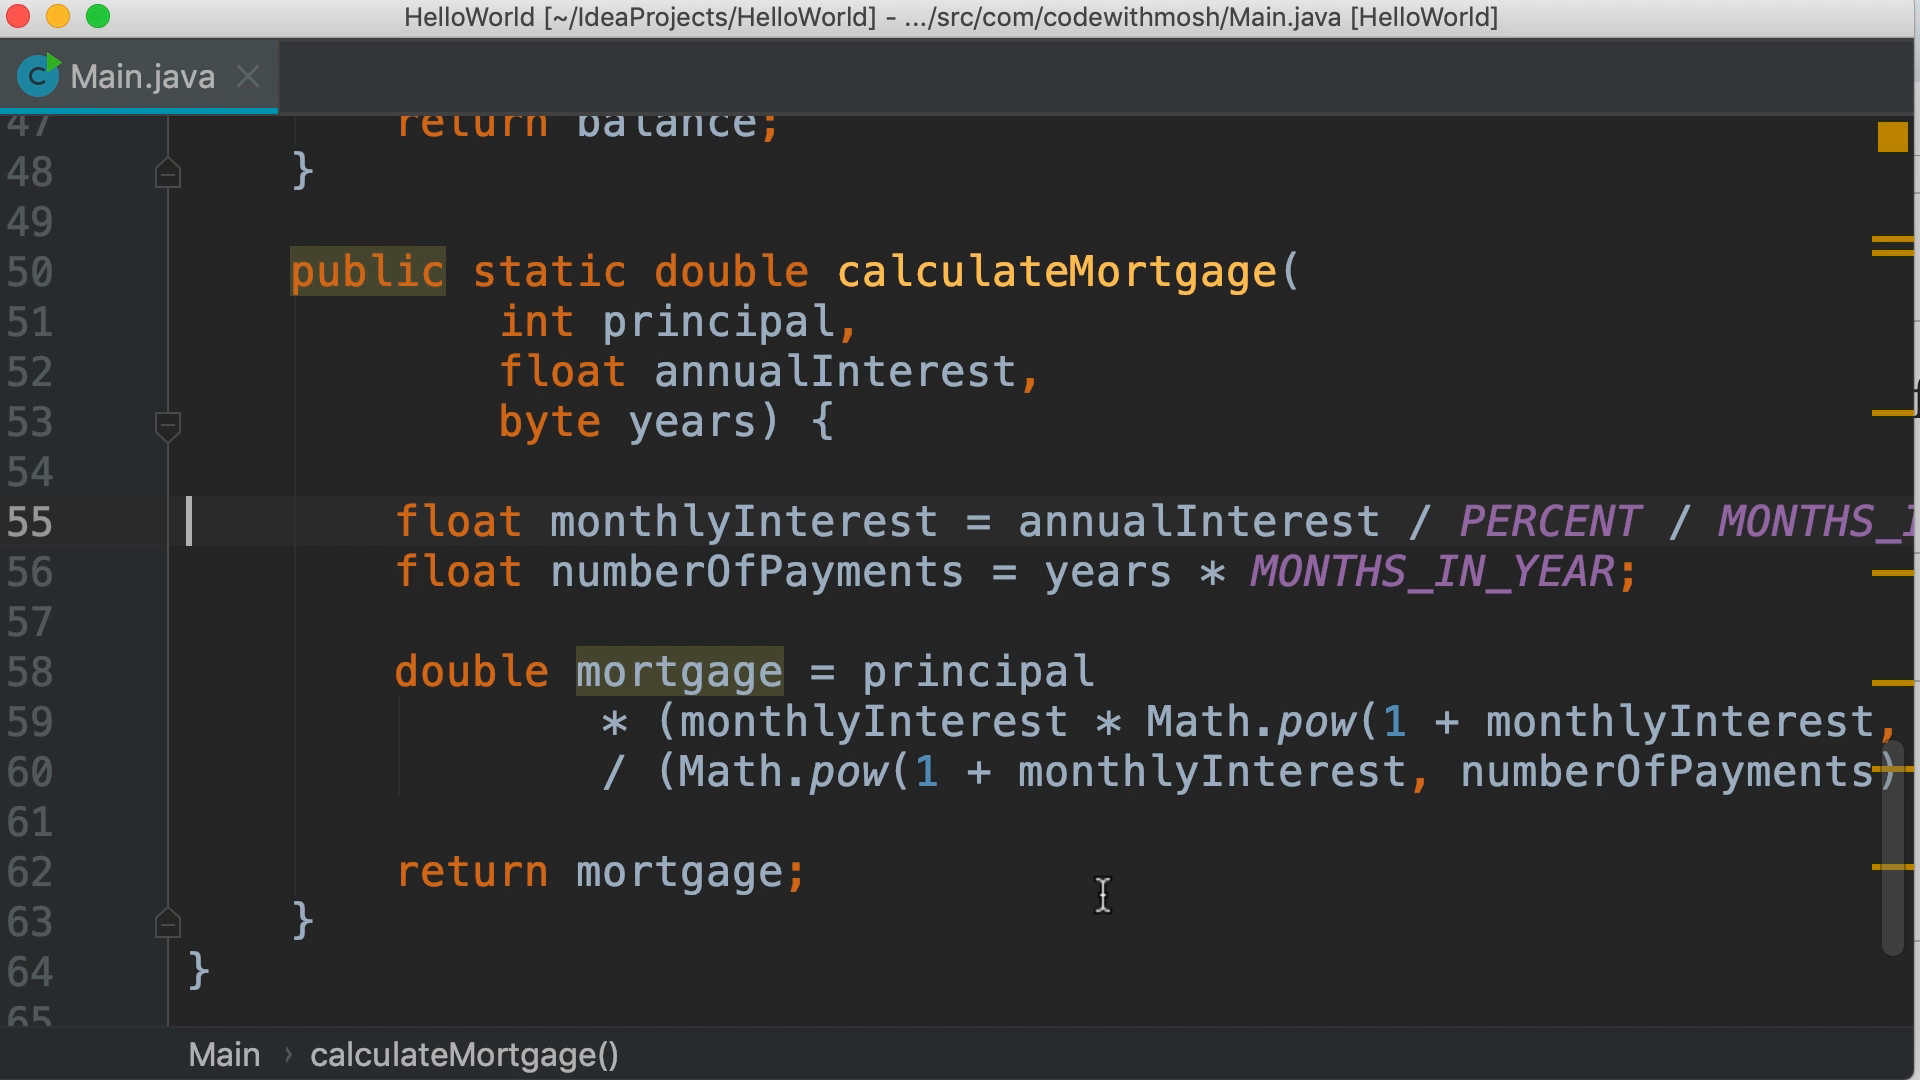 HelloWorld [~/IdeaProjects/HelloWorld] - .../src/com/codewithmosh/Main.java [HelloWorld]
Main.java
47 return balance;
48 }
49
50 public static double calculateMortgage(
51 int principal,
52 float annualInterest,
53 byte years) {
54
55 float monthlyInterest = annualInterest / PERCENT / MONTHS_I
56 float numberOfPayments = years * MONTHS_IN_YEAR;
57
58 double mortgage = principal
59 * (monthlyInterest * Math.pow(1 + monthlyInterest,
60 / (Math.pow(1 + monthlyInterest, numberOfPayments)
61
62 return mortgage;
63 }
64 }
65
Main › calculateMortgage()